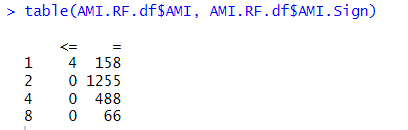 > table(AMI.RF.df$AMI, AMI.RF.df$AMI.Sign)
<= =
1 4 158
2 0 1255
4 0 488
8 0 66